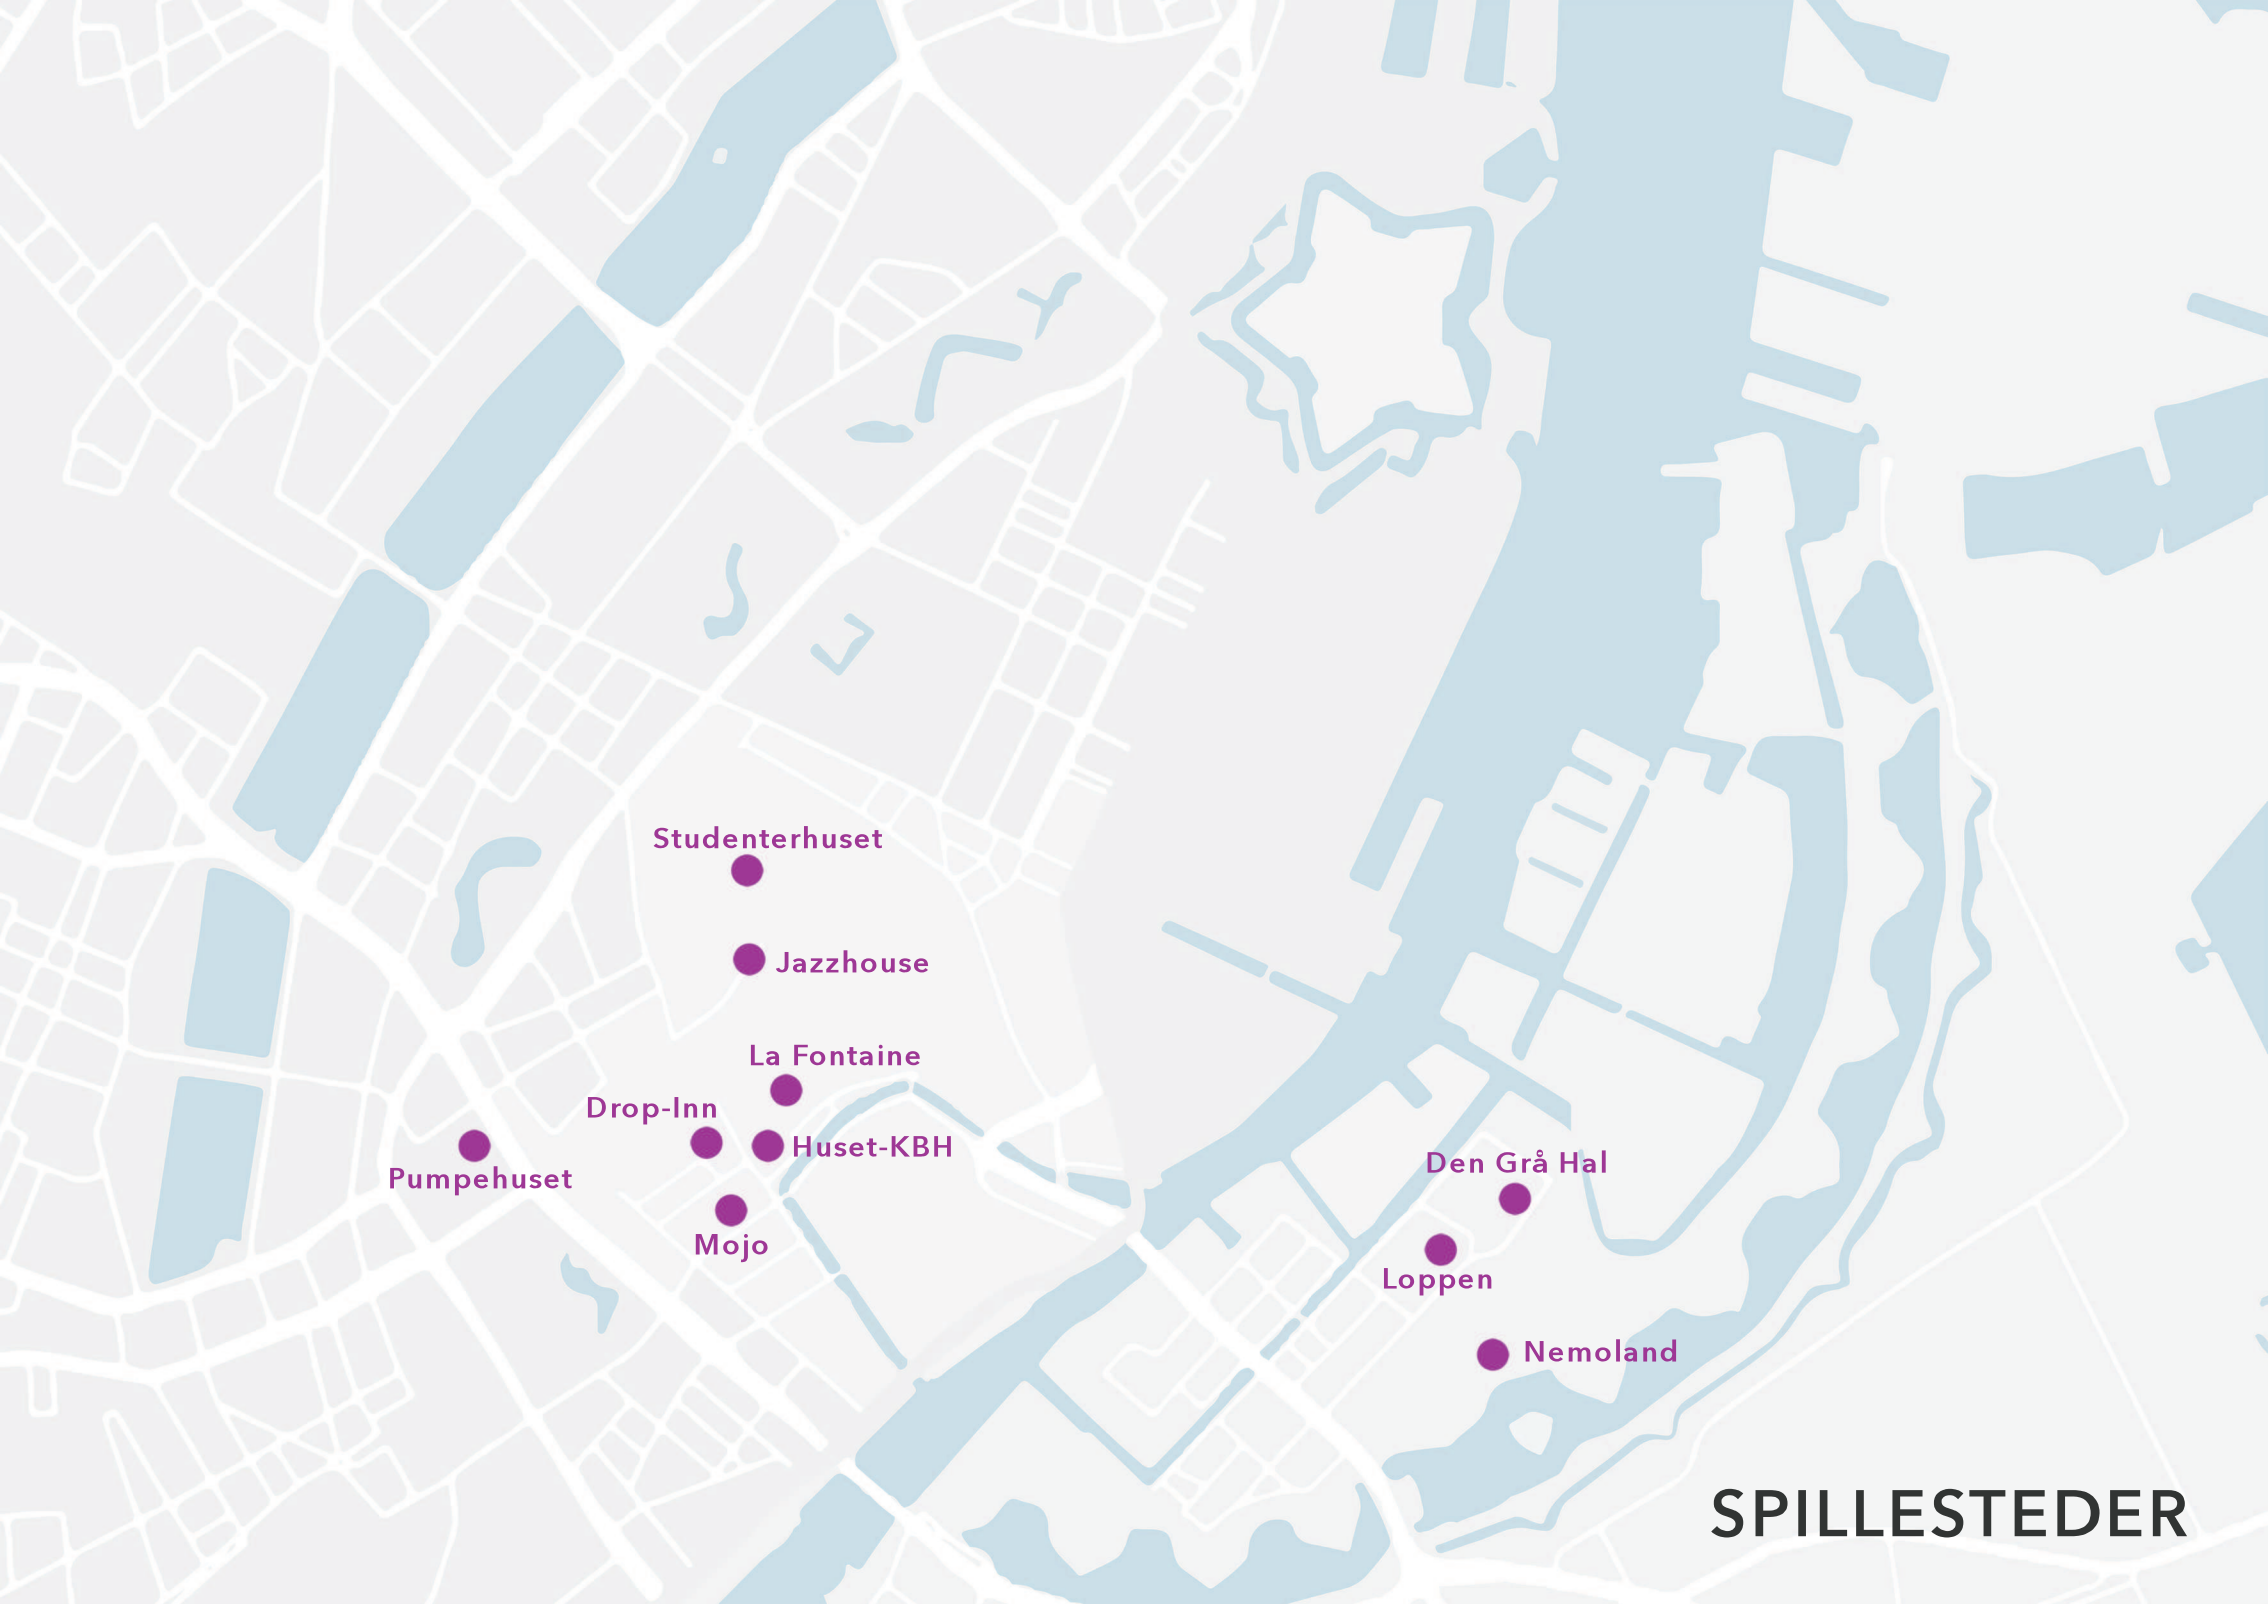 Studenterhuset
Jazzhouse
La Fontaine
Drop-Inn
Huset-KBH
Pumpehuset
Mojo
Den Grå Hal
Loppen
Nemoland
SPILLESTEDER